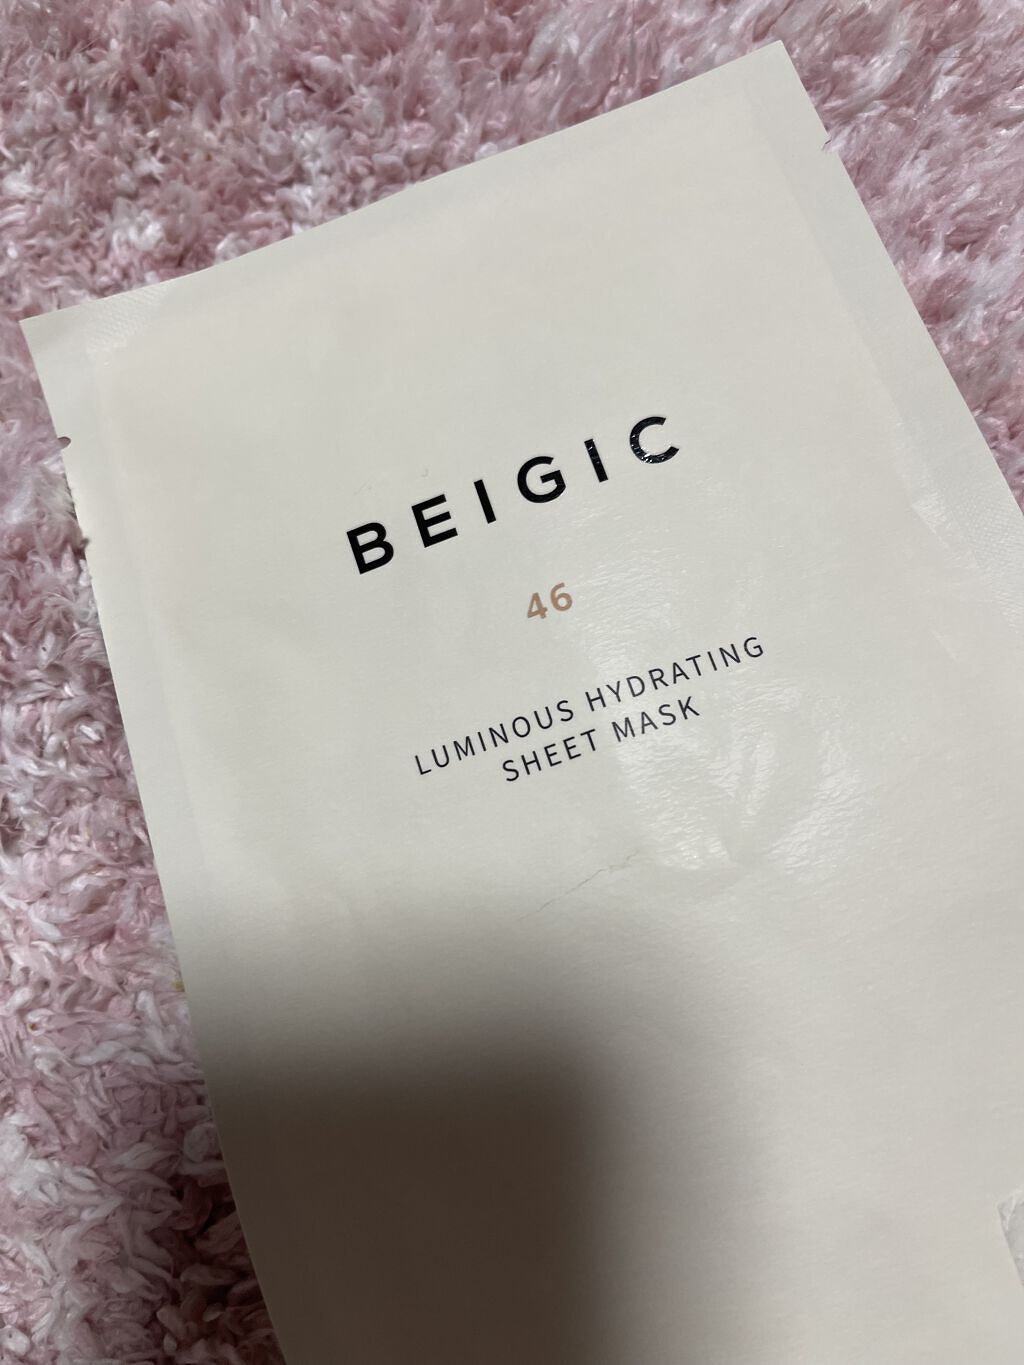 BEIGIC
46
LUMINOUS HYDRATING
SHEET MASK